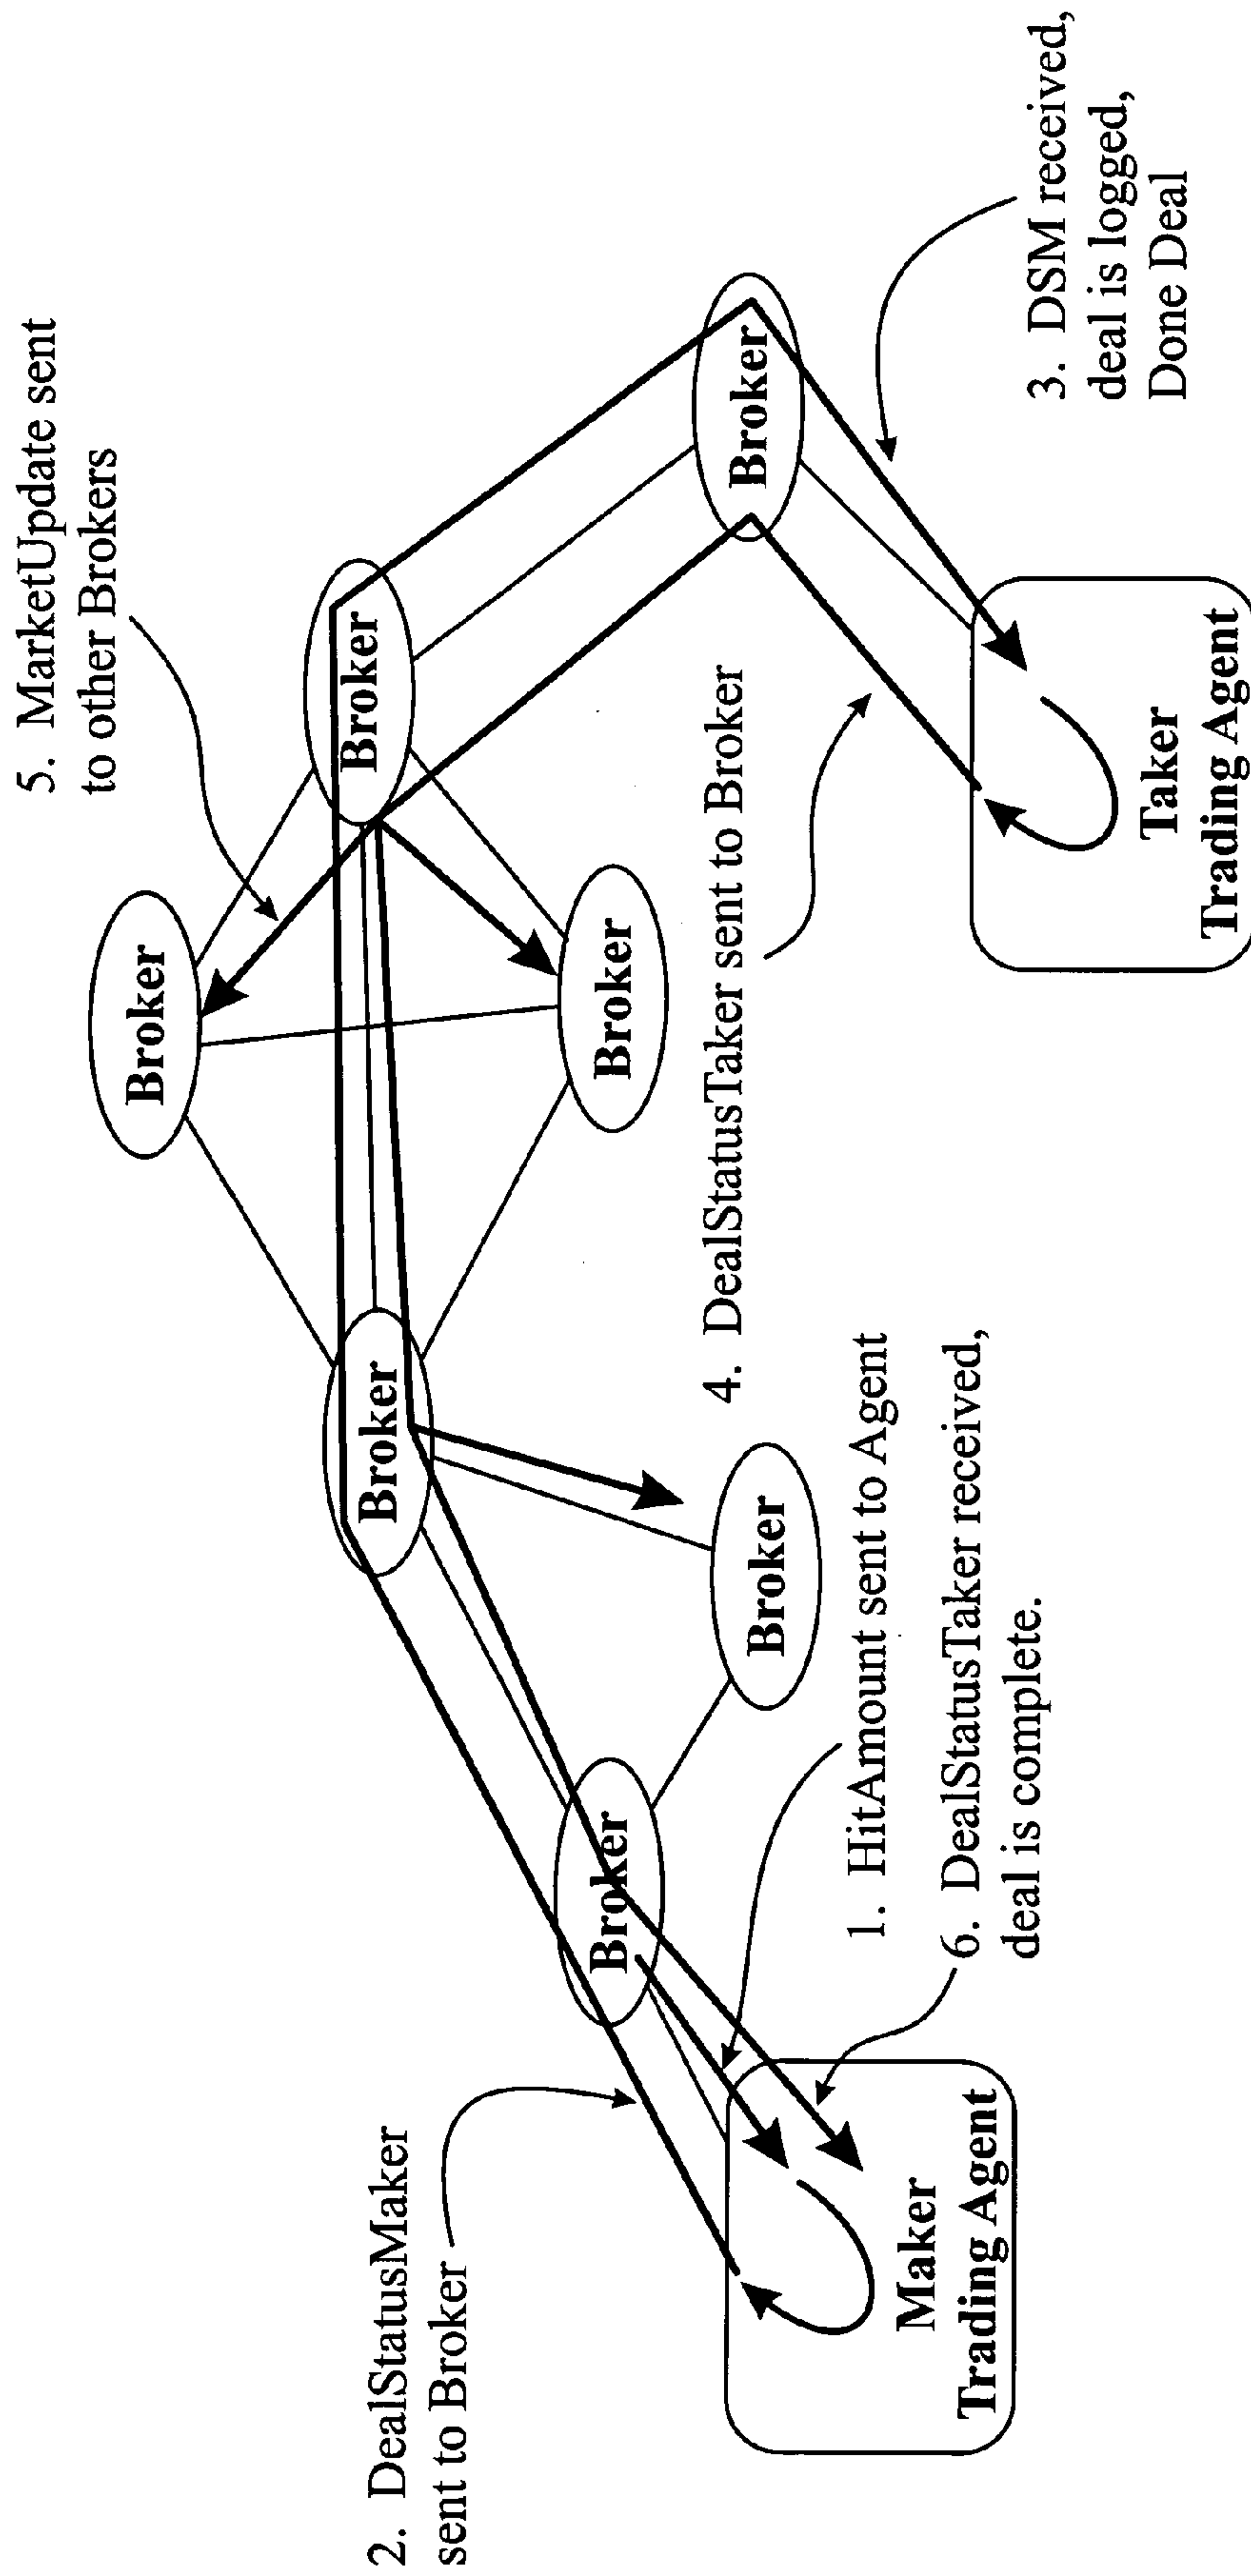 5. MarketUpdate sent
to other Brokers
Broker
Broker
Broker
Broker
Broker
Broker
Broker
2. DealStatusMaker
sent to Broker
3. DSM received,
deal is logged,
Done Deal
4. DealStatusTaker sent to Broker
1. HitAmount sent to Agent
6. DealStatusTaker received,
deal is complete.
Maker
Trading Agent
Taker
Trading Agent